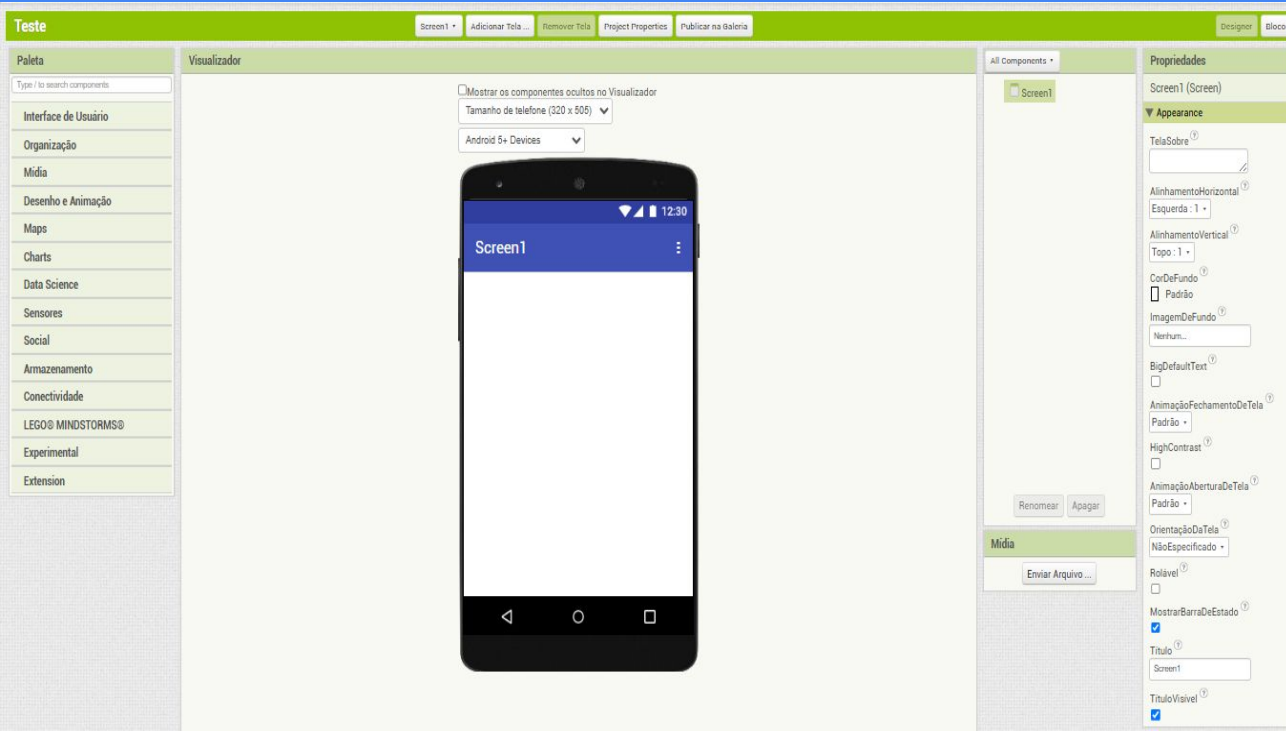 Teste
Screen1
Adicionar Tela ...
Remover Tela
Project Properties
Publicar na Galeria
Designer
Bloco
Paleta
Type / to search components
Interface de Usuário
Organização
Mídia
Desenho e Animação
Maps
Charts
Data Science
Sensores
Social
Armazenamento
Conectividade
LEGO® MINDSTORMS®
Experimental
Extension
Visualizador
Mostrar os componentes ocultos no Visualizador
Tamanho de telefone (320 x 505)
Android 5+ Devices
12:30
Screen1
All Components
Screen1
Renomear
Apagar
Mídia
Enviar Arquivo ...
Propriedades
Screen1 (Screen)
Appearance
TelaSobre
AlinhamentoHorizontal
Esquerda : 1
AlinhamentoVertical
Topo : 1
CorDeFundo
Padrão
ImagemDeFundo
Nenhum...
BigDefaultText
AnimaçãoFechamentoDeTela
Padrão
HighContrast
AnimaçãoAberturaDeTela
Padrão
OrientaçãoDaTela
NãoEspecificado
Rolável
MostrarBarraDeEstado
Título
Screen1
TítuloVisível